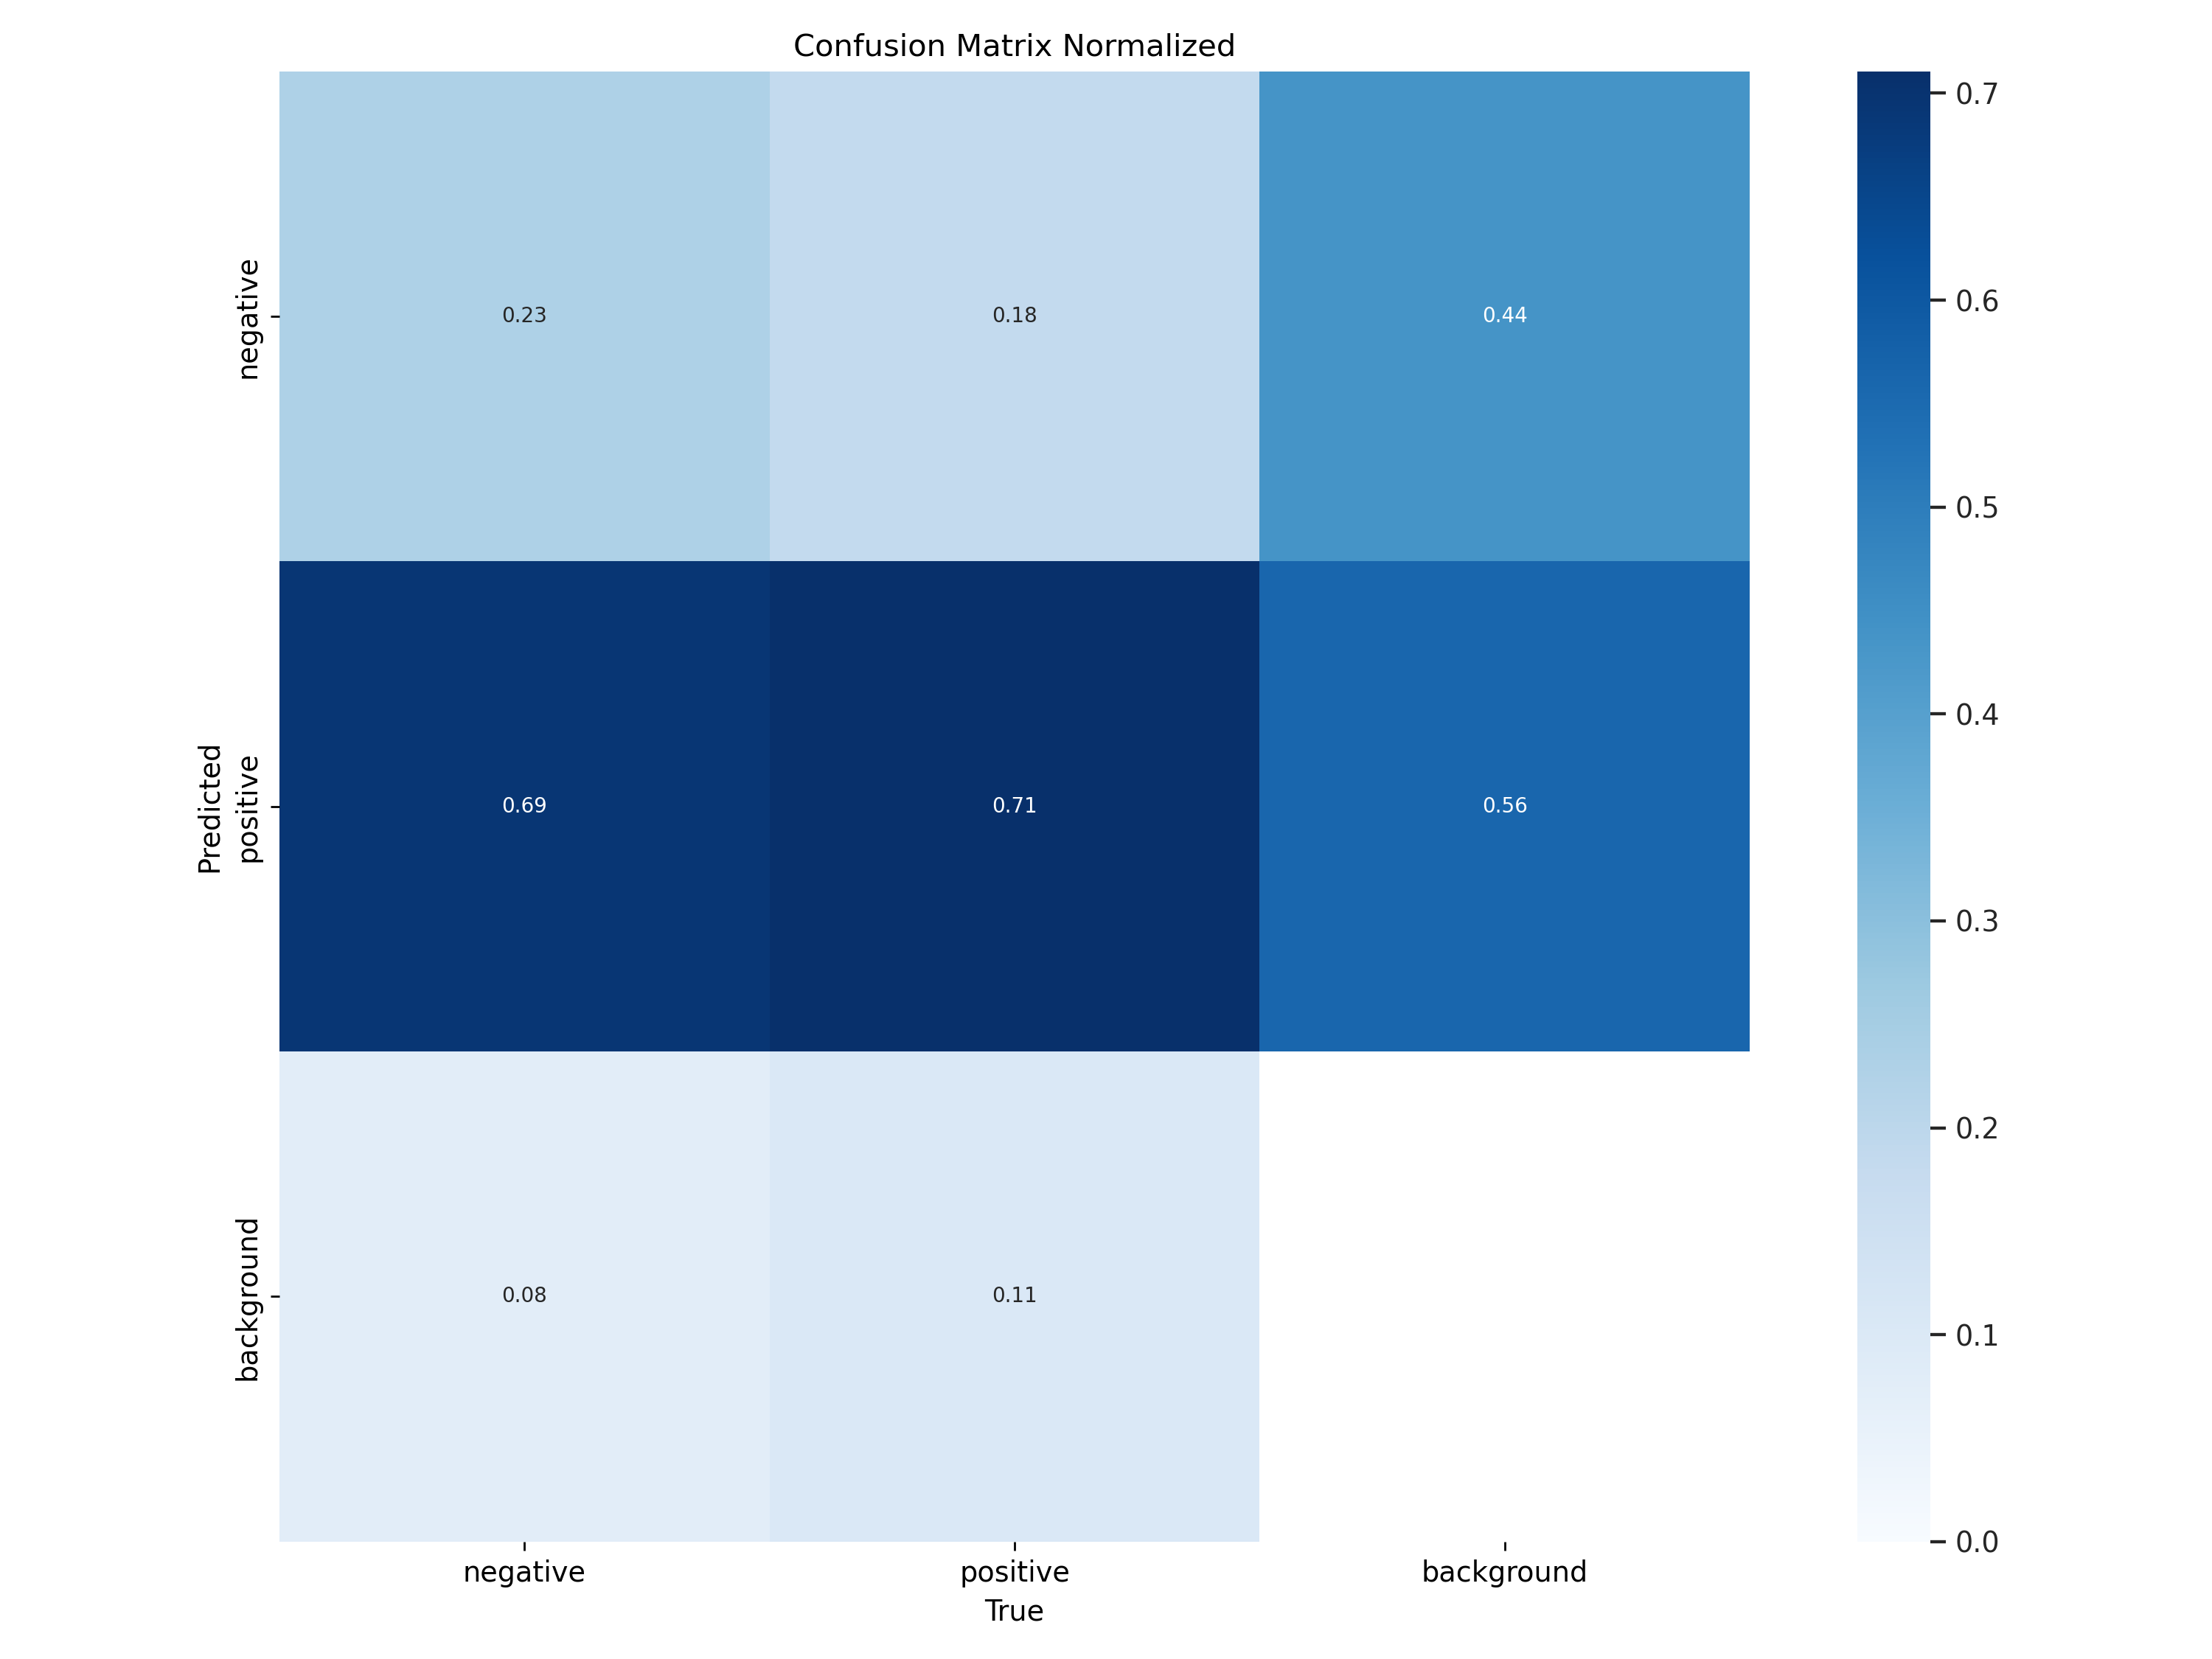 Confusion Matrix Normalized
negative
0.23
0.18
0.44
Predicted
positive
0.69
0.71
0.56
background
0.08
0.11
negative
positive
background
True
0.7
0.6
0.5
0.4
0.3
0.2
0.1
0.0